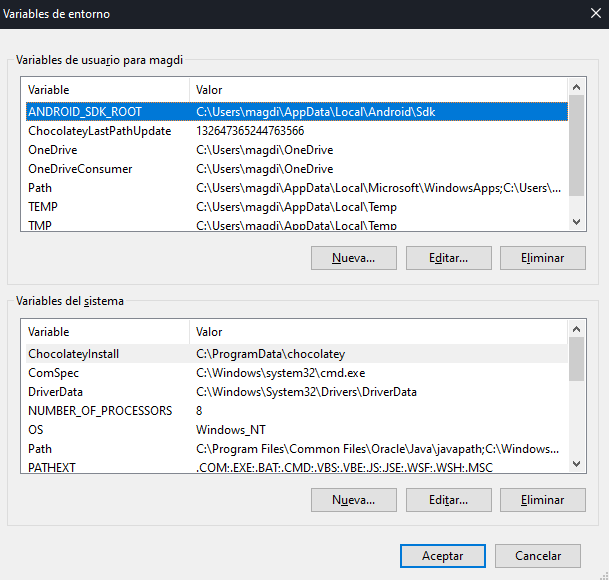 Variables de entorno
Variables de usuario para magdi
Variable Valor
ANDROID_SDK_ROOT C:\Users\magdi\AppData\Local\Android\Sdk
ChocolateyLastPathUpdate 132647365244763566
OneDrive C:\Users\magdi\OneDrive
OneDriveConsumer C:\Users\magdi\OneDrive
Path C:\Users\magdi\AppData\Local\Microsoft\WindowsApps;C:\Users\...
TEMP C:\Users\magdi\AppData\Local\Temp
TMP C:\Users\magdi\AppData\Local\Temp
Nueva... Editar... Eliminar
Variables del sistema
Variable Valor
ChocolateyInstall C:\ProgramData\chocolatey
ComSpec C:\Windows\system32\cmd.exe
DriverData C:\Windows\System32\Drivers\DriverData
NUMBER_OF_PROCESSORS 8
OS Windows_NT
Path C:\Program Files\Common Files\Oracle\Java\javapath;C:\Windows...
PATHEXT .COM;.EXE;.BAT;.CMD;.VBS;.VBE;.JS;.JSE;.WSF;.WSH;.MSC
Nueva... Editar... Eliminar
Aceptar Cancelar